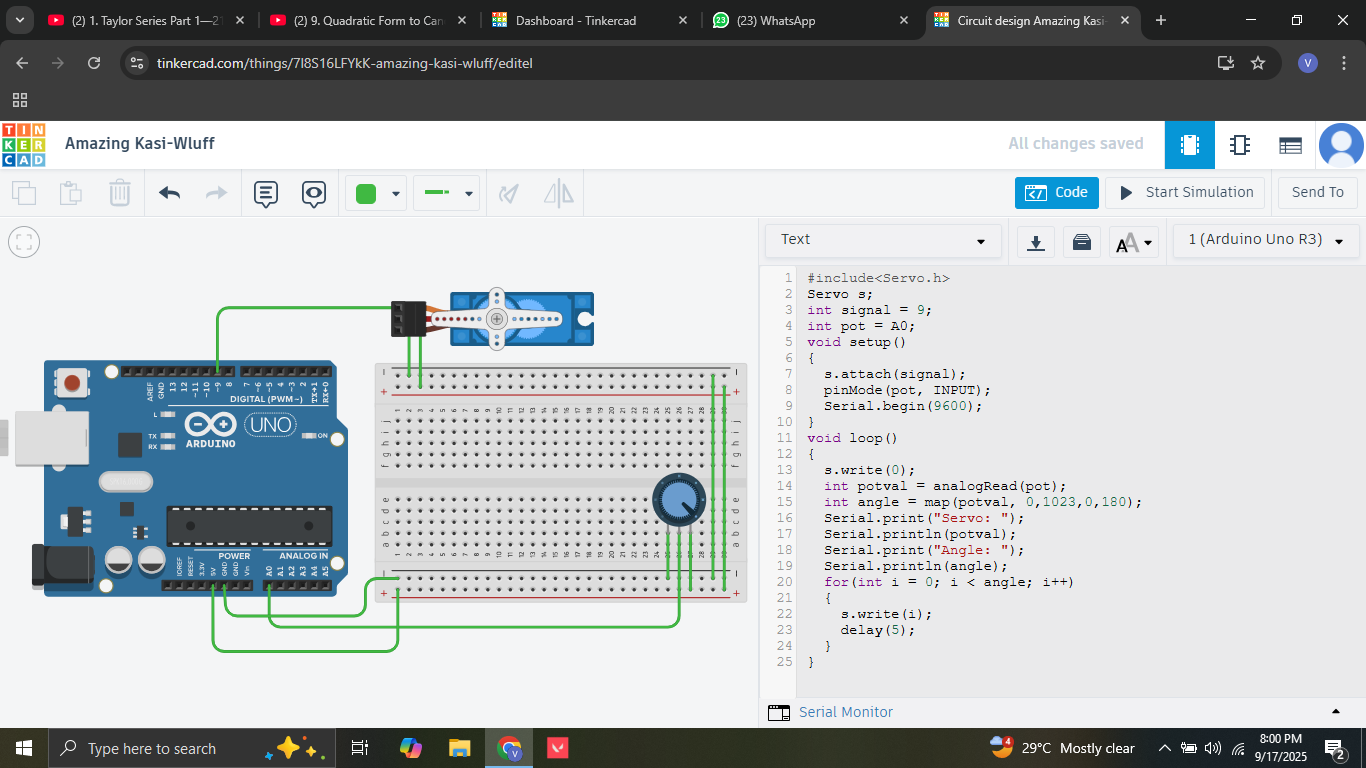 (2) 1. Taylor Series Part 1—2
(2) 9. Quadratic Form to Can
Dashboard - Tinkercad
(23) WhatsApp
Circuit design Amazing Kasi-
tinkercad.com/things/7I8S16LFYkK-amazing-kasi-wluff/editel
V
TIN
KER
CAD
Amazing Kasi-Wluff
All changes saved
Code
Start Simulation
Send To
Text
1 (Arduino Uno R3)
1 #include<Servo.h>
2 Servo s;
3 int signal = 9;
4 int pot = A0;
5 void setup()
6 {
7 s.attach(signal);
8 pinMode(pot, INPUT);
9 Serial.begin(9600);
10 }
11 void loop()
12 {
13 s.write(0);
14 int potval = analogRead(pot);
15 int angle = map(potval, 0,1023,0,180);
16 Serial.print("Servo: ");
17 Serial.println(potval);
18 Serial.print("Angle: ");
19 Serial.println(angle);
20 for(int i = 0; i < angle; i++)
21 {
22 s.write(i);
23 delay(5);
24 }
25 }
Serial Monitor
AREF
GND
13
12
~11
~10
~9
8
7
~6
~5
4
~3
2
TX→1
RX←0
DIGITAL (PWM~)
L
TX
RX
ARDUINO
UNO
ON
POWER
ANALOG IN
IOREF
RESET
3.3V
5V
GND
GND
Vin
A0
A1
A2
A3
A4
A5
Type here to search
29°C Mostly clear
8:00 PM
9/17/2025